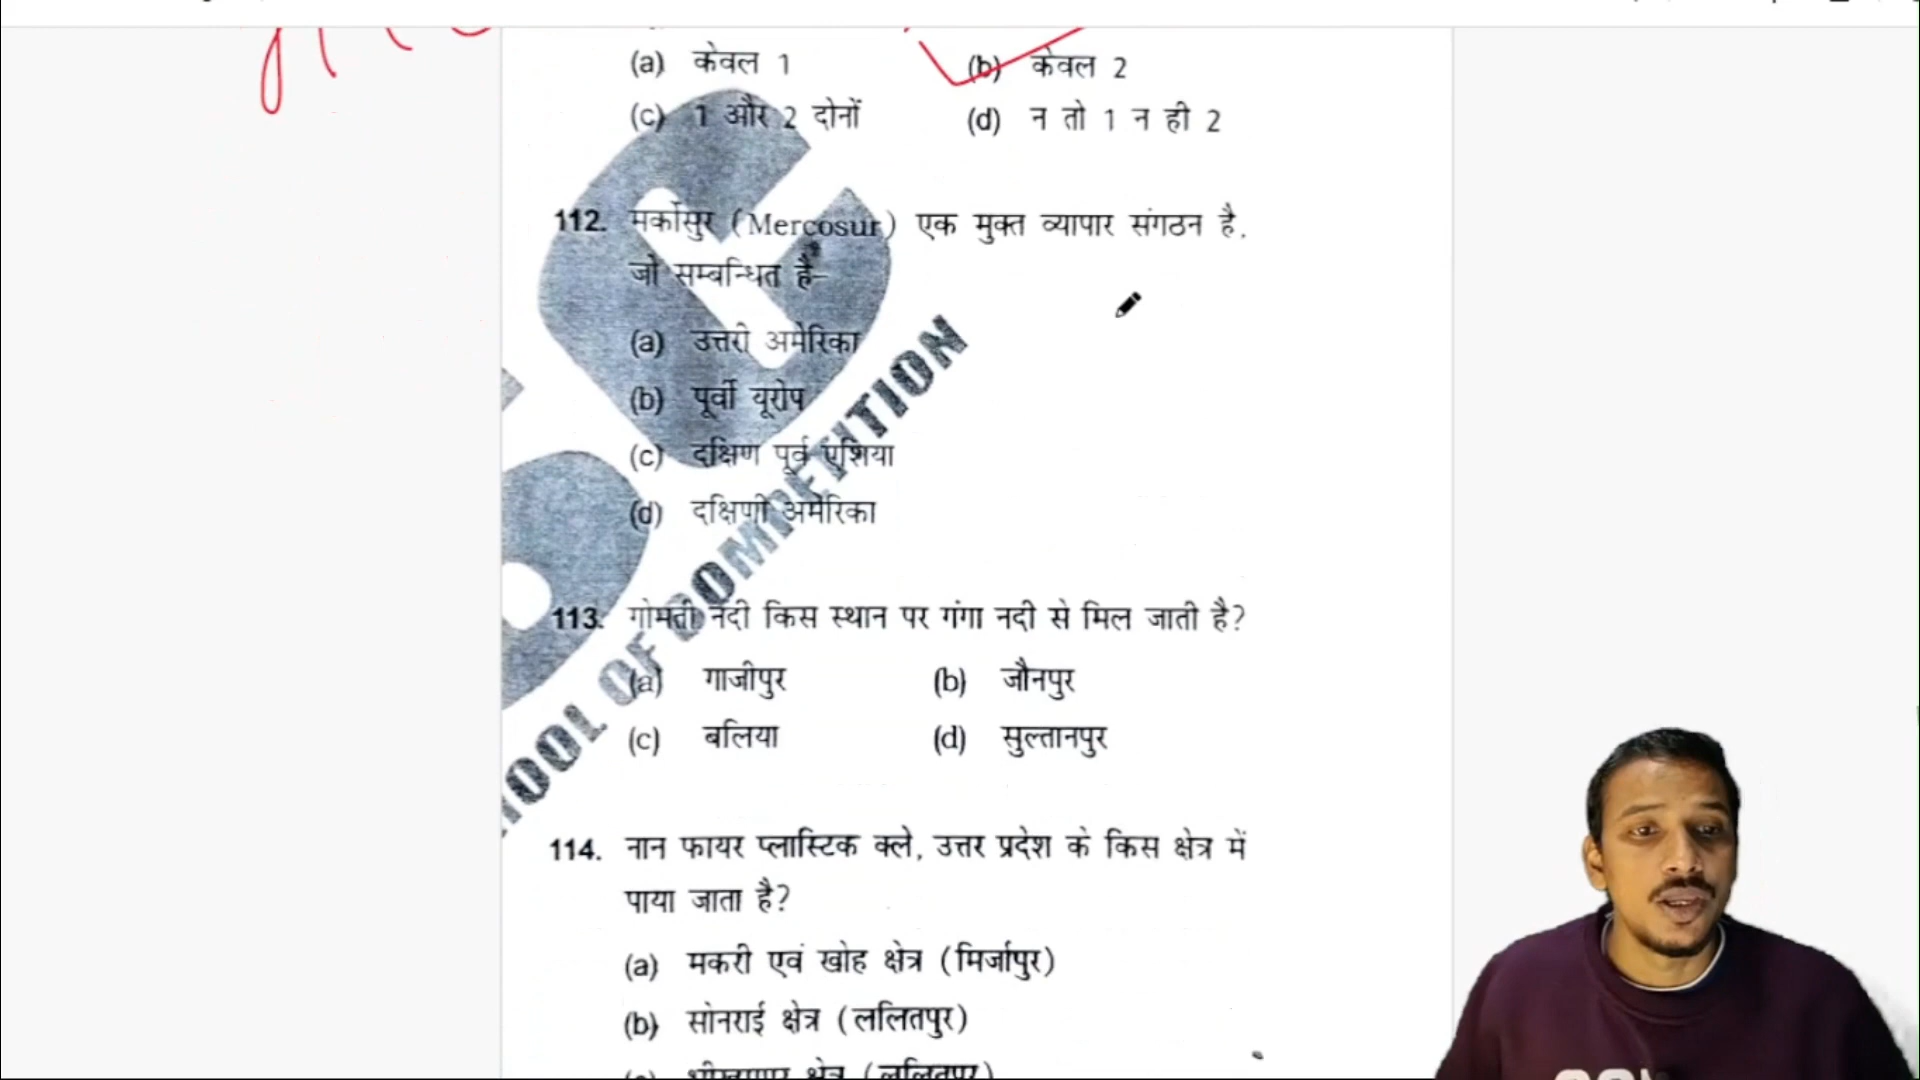 (a) केवल 1 (b) केवल 2
(c) 1 और 2 दोनों (d) न तो 1 न ही 2
112. मर्कोसुर (Mercosur) एक मुक्त व्यापार संगठन है,
जो सम्बन्धित है–
(a) उत्तरी अमेरिका
(b) पूर्वी यूरोप
(c) दक्षिण पूर्व एशिया
(d) दक्षिणी अमेरिका
113. गोमती नदी किस स्थान पर गंगा नदी से मिल जाती है?
(a) गाजीपुर (b) जौनपुर
(c) बलिया (d) सुल्तानपुर
114. नान फायर प्लास्टिक क्ले, उत्तर प्रदेश के किस क्षेत्र में
पाया जाता है?
(a) मकरी एवं खोह क्षेत्र (मिर्जापुर)
(b) सोनराई क्षेत्र (ललितपुर)
क्षेत्र (ललितपुर)
OF COMPETITION